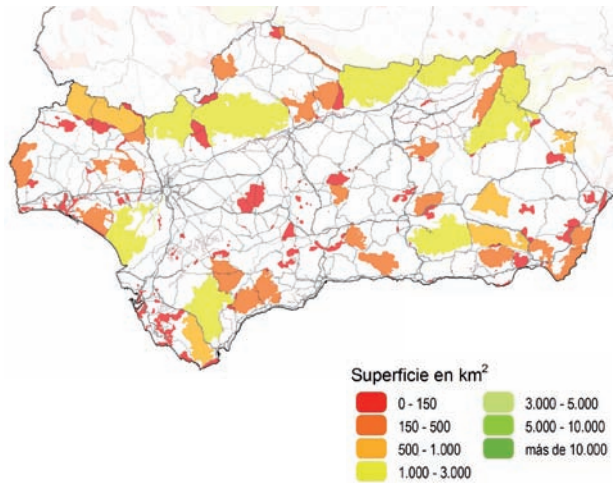 Superficie en km²
0 - 150
150 - 500
500 - 1.000
1.000 - 3.000
3.000 - 5.000
5.000 - 10.000
más de 10.000